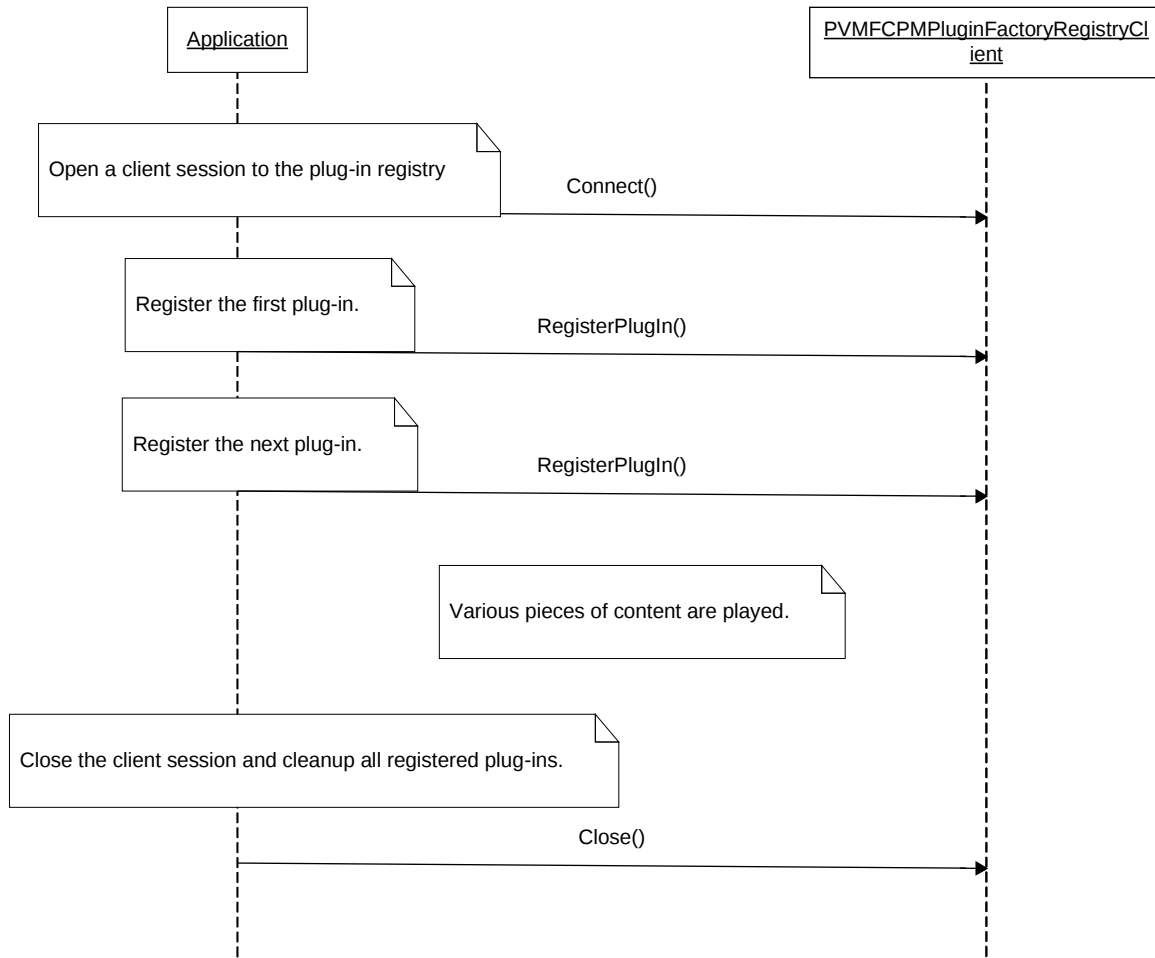 Application
PVMFCPMPluginFactoryRegistryCl
ient
Open a client session to the plug-in registry
Connect()
Register the first plug-in.
RegisterPlugIn()
Register the next plug-in.
RegisterPlugIn()
Various pieces of content are played.
Close the client session and cleanup all registered plug-ins.
Close()